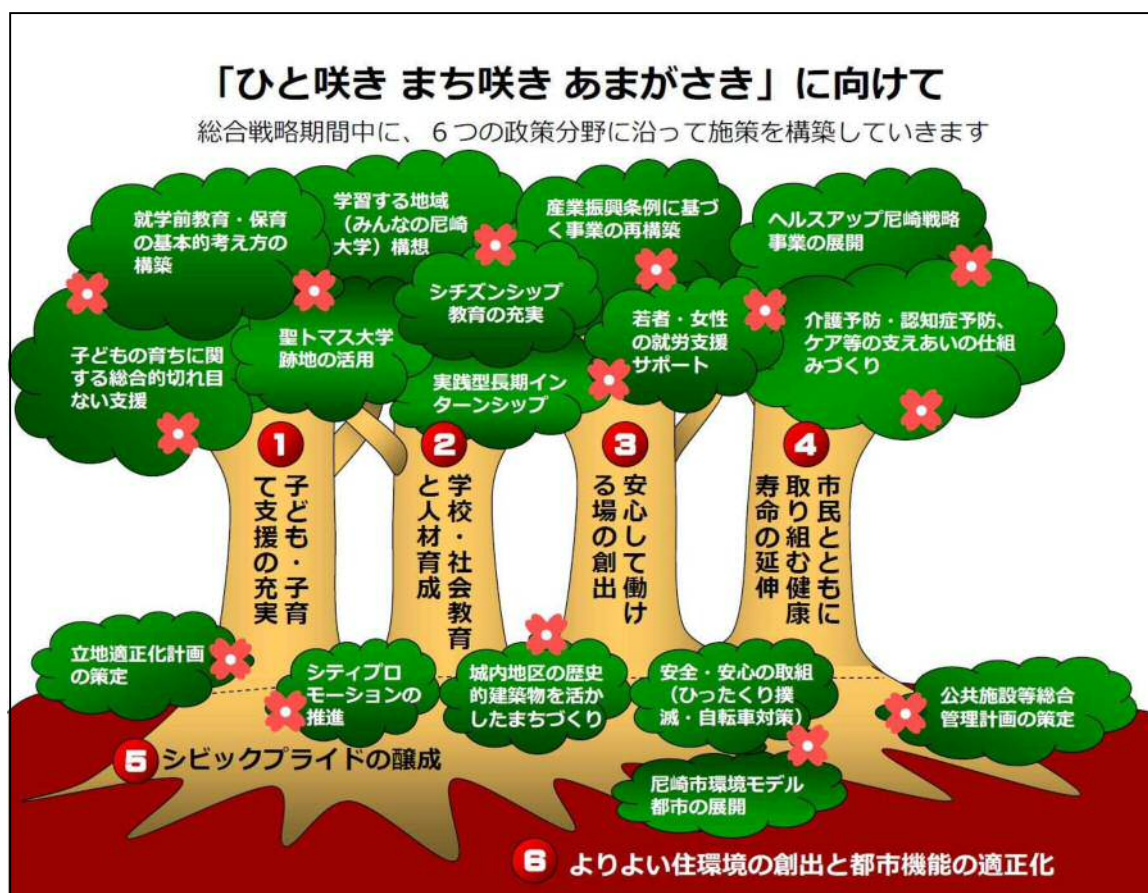 「ひと咲き まち咲き あまがさき」に向けて
総合戦略期間中に、６つの政策分野に沿って施策を構築していきます
就学前教育・保育
の基本的考え方の
構築
学習する地域
（みんなの尼崎
大学）構想
産業振興条例に基づ
く事業の再構築
ヘルスアップ尼崎戦略
事業の展開
子どもの育ちに関
する総合的切れ目
ない支援
聖トマス大学
跡地の活用
シチズンシップ
教育の充実
実践型長期イン
ターンシップ
若者・女性
の就労支援
サポート
介護予防・認知症予防、
ケア等の支えあいの仕組
みづくり
1
子ども・子育
て支援の充実
2
学校・社会教育
と人材育成
3
安心して働け
る場の創出
4
市民とともに
取り組む健康
寿命の延伸
立地適正化計画
の策定
シティプロ
モーションの
推進
城内地区の歴史
的建築物を活か
したまちづくり
安全・安心の取組
（ひったくり撲
滅・自転車対策）
公共施設等総合
管理計画の策定
5 シビックプライドの醸成
尼崎市環境モデル
都市の展開
6 よりよい住環境の創出と都市機能の適正化